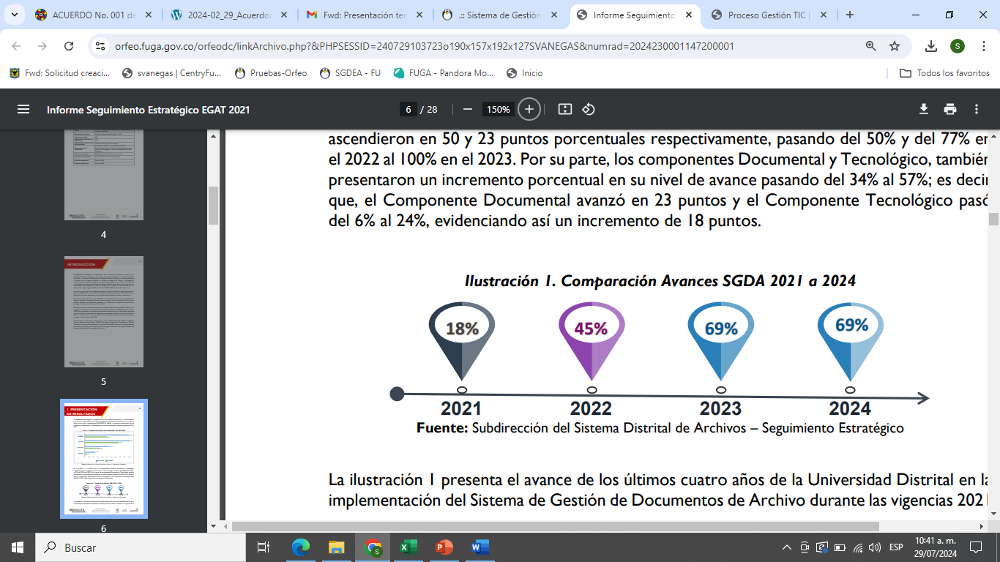 ACUERDO No. 001 de
2024-02_29_Acuerdo
Fwd: Presentación ter
.:: Sistema de Gestión
Informe Seguimiento
Proceso Gestión TIC |
orfeo.fuga.gov.co/orfeodc/linkArchivo.php?&PHPSESSID=240729103723o190x157x192x127SVANEGAS&numrad=2024230001147200001
S
Fwd: Solicitud creaci...
svanegas | CentryFu...
Pruebas-Orfeo
SGDEA - FU
FUGA - Pandora Mo...
Inicio
Todos los favoritos
Informe Seguimiento Estratégico EGAT 2021
6 / 28
150%
4
INTRODUCCIÓN
5
1. PRESENTACIÓN
DE RESULTADOS
6
ascendieron en 50 y 23 puntos porcentuales respectivamente, pasando del 50% y del 77% en
el 2022 al 100% en el 2023. Por su parte, los componentes Documental y Tecnológico, también
presentaron un incremento porcentual en su nivel de avance pasando del 34% al 57%; es decir
que, el Componente Documental avanzó en 23 puntos y el Componente Tecnológico pasó
del 6% al 24%, evidenciando así un incremento de 18 puntos.
Ilustración 1. Comparación Avances SGDA 2021 a 2024
18%
45%
69%
69%
2021
2022
2023
2024
Fuente: Subdirección del Sistema Distrital de Archivos – Seguimiento Estratégico
La ilustración 1 presenta el avance de los últimos cuatro años de la Universidad Distrital en la
implementación del Sistema de Gestión de Documentos de Archivo durante las vigencias 2021
Buscar
S
ESP
10:41 a. m.
29/07/2024